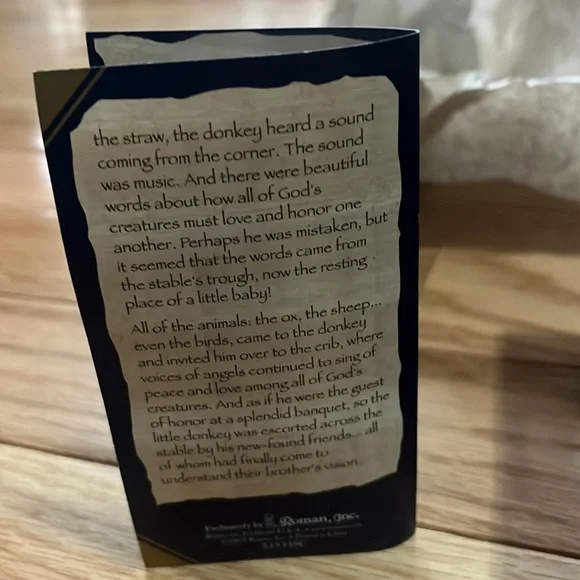 the straw, the donkey heard a sound
coming from the corner. The sound
was music. And there were beautiful
words about how all of God's
creatures must love and honor one
another. Perhaps he was mistaken, but
it seemed that the words came from
the stable's trough, now the resting
place of a little baby!
All of the animals: the ox, the sheep...
even the birds, came to the donkey
and invited him over to the crib, where
voices of angels continued to sing of
peace and love among all of God's
creatures. And as if he were the guest
of honor at a splendid banquet, so the
little donkey was escorted across the
stable by his new-found friends... all
of whom had finally come to
understand their brother's vision.
Exclusively by Roman, Inc.